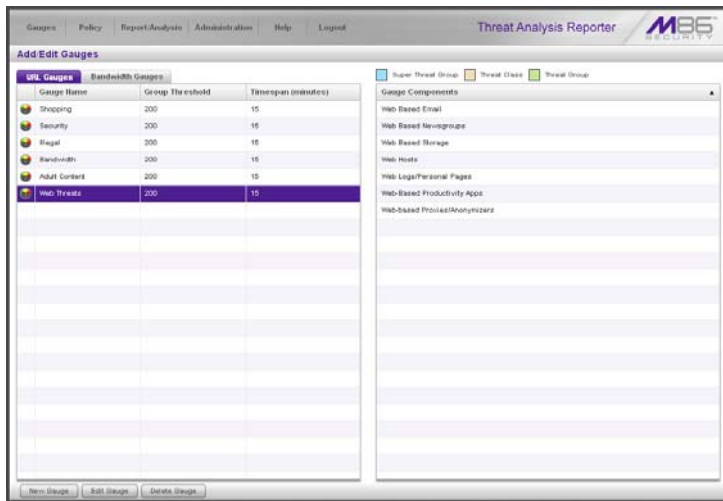 Gauges Policy Report/Analysis Administration Help Logout Threat Analysis Reporter M86 SECURITY
Add/Edit Gauges
URL Gauges Bandwidth Gauges
Super Threat Group Threat Class Threat Group
Gauge Name Group Threshold Timespan (minutes)
Shopping 200 15
Security 200 15
Illegal 200 15
Bandwidth 200 15
Adult Content 200 15
Web Threats 200 15
Gauge Components
Web Based Email
Web Based Newsgroups
Web Based Storage
Web Hosts
Web Logs/Personal Pages
Web-Based Productivity Apps
Web-based Proxies/Anonymizers
New Gauge Edit Gauge Delete Gauge